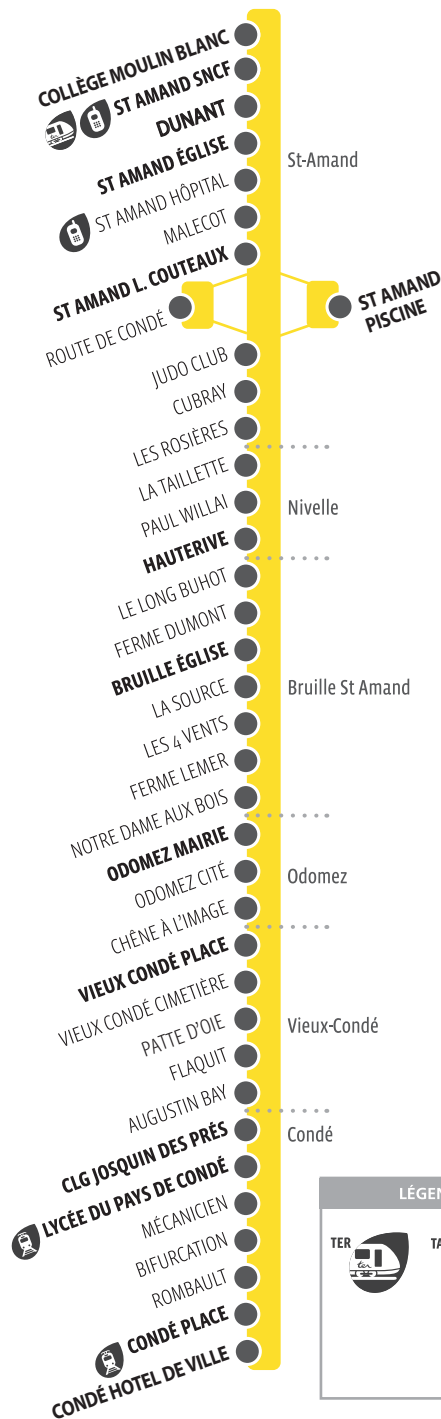 COLLÈGE MOULIN BLANC
ST AMAND SNCF
DUNANT
ST AMAND ÉGLISE
St-Amand
ST AMAND HÔPITAL
MALECOT
ST AMAND L. COUTEAUX
ROUTE DE CONDÉ
ST AMAND
PISCINE
JUDO CLUB
CUBRAY
LES ROSIÈRES
LA TAILLETTE
PAUL WILLAI
Nivelle
HAUTERIVE
LE LONG BUHOT
FERME DUMONT
BRUILLE ÉGLISE
LA SOURCE
Bruille St Amand
LES 4 VENTS
FERME LEMER
NOTRE DAME AUX BOIS
ODOMEZ MAIRIE
ODOMEZ CITÉ
Odomez
CHÊNE À L'IMAGE
VIEUX CONDÉ PLACE
VIEUX CONDÉ CIMETIÈRE
PATTE D'OIE
Vieux-Condé
FLAQUIT
AUGUSTIN BAY
CLG JOSQUIN DES PRÉS
Condé
LYCÉE DU PAYS DE CONDÉ
MÉCANICIEN
BIFURCATION
ROMBAULT
CONDÉ PLACE
CONDÉ HOTEL DE VILLE
LÉGEN
TER
ter
TA